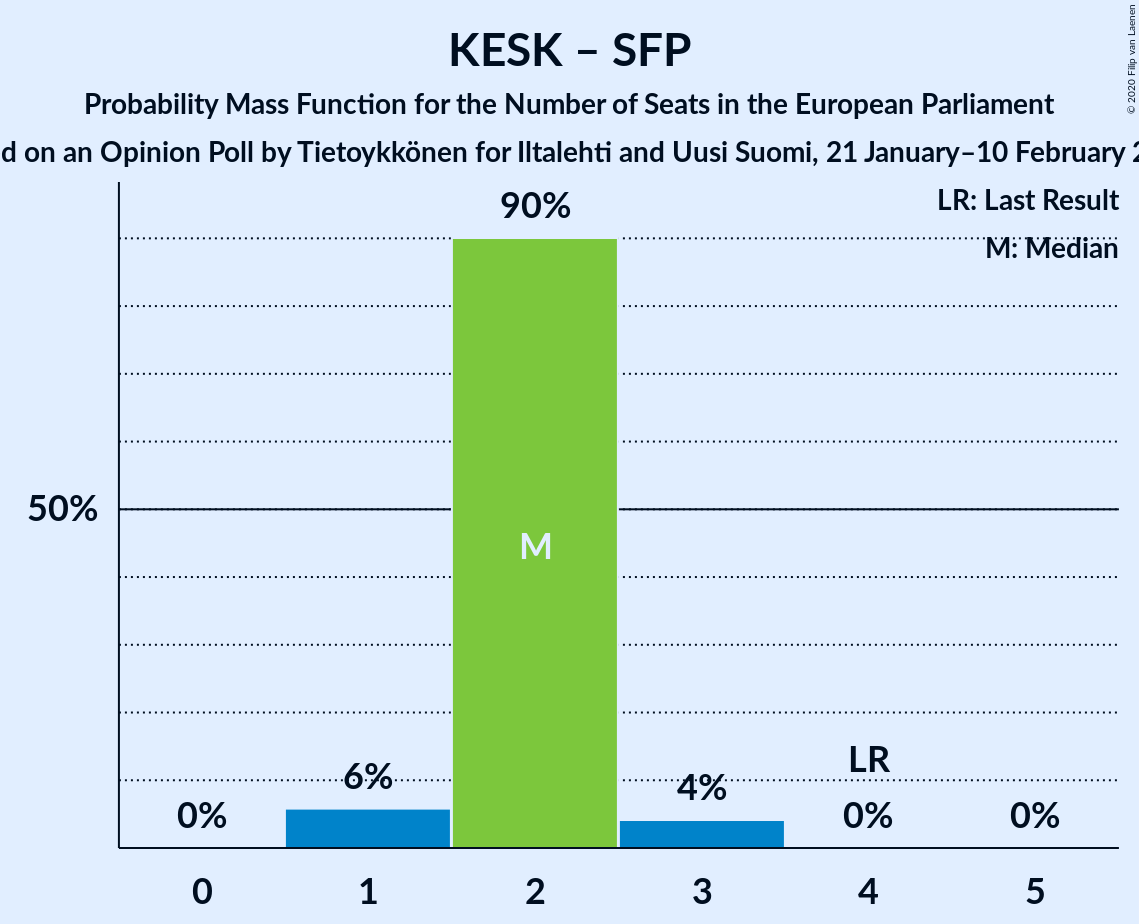 KESK – SFP
Probability Mass Function for the Number of Seats in the European Parliament
d on an Opinion Poll by Tietoykkönen for Iltalehti and Uusi Suomi, 21 January–10 February 2
© 2020 Filip van Laenen
LR: Last Result
M: Median
90%
50%
M
LR
6%
4%
0%
0%
0%
0 1 2 3 4 5